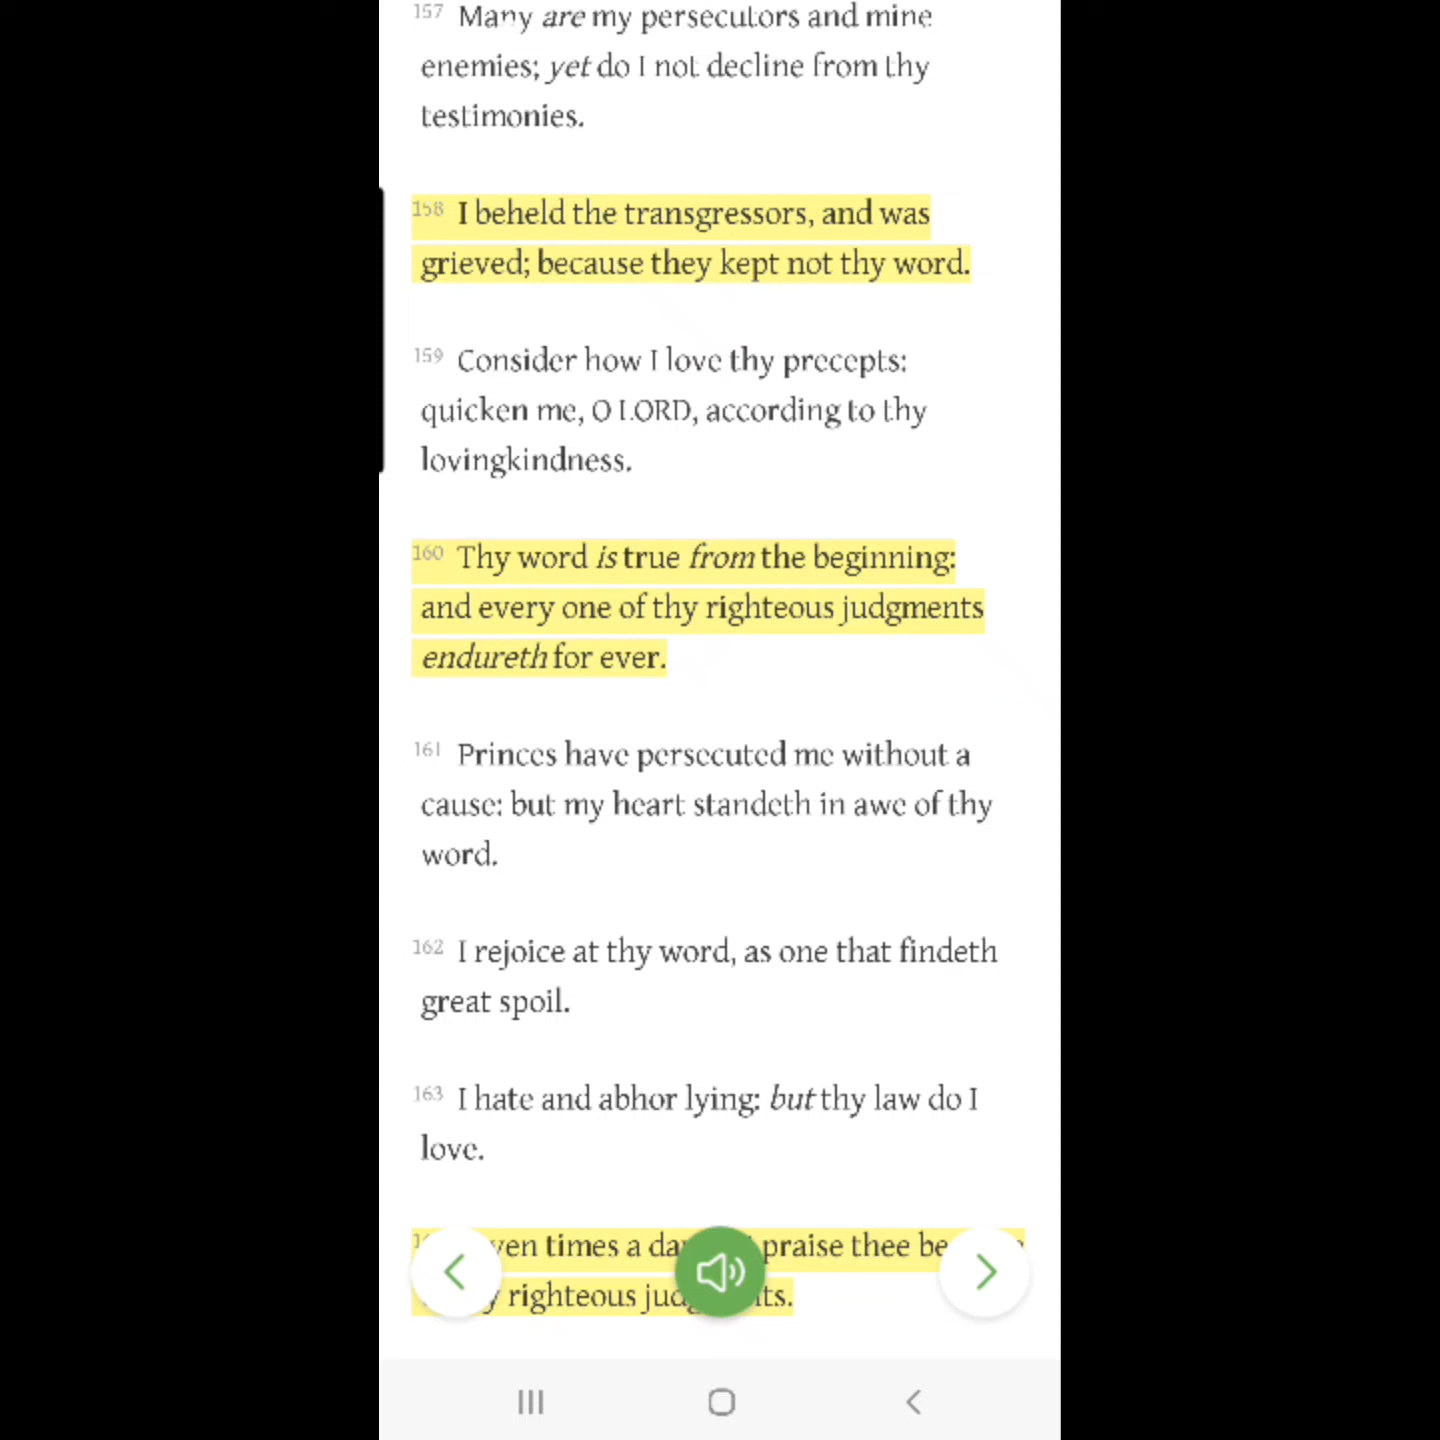 157 Many are my persecutors and mine
enemies; yet do I not decline from thy
testimonies.
158 I beheld the transgressors, and was
grieved; because they kept not thy word.
159 Consider how I love thy precepts:
quicken me, O LORD, according to thy
lovingkindness.
160 Thy word is true from the beginning:
and every one of thy righteous judgments
endureth for ever.
161 Princes have persecuted me without a
cause: but my heart standeth in awe of thy
word.
162 I rejoice at thy word, as one that findeth
great spoil.
163 I hate and abhor lying: but thy law do I
love.
times a praise thee
righteous